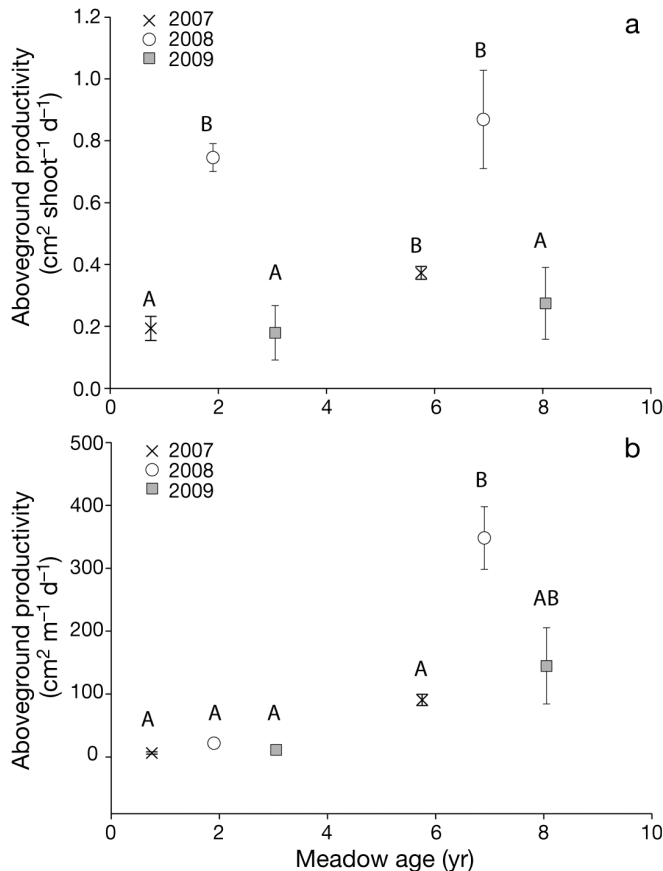 1.2
1.0
0.8
0.6
0.4
0.2
0.0
Aboveground productivity
(cm² shoot⁻¹ d⁻¹)
2007
2008
2009
a
A
B
A
B
B
A
0 2 4 6 8 10
500
400
300
200
100
0
Aboveground productivity
(cm² m⁻¹ d⁻¹)
2007
2008
2009
b
A
A
A
A
B
AB
0 2 4 6 8 10
Meadow age (yr)